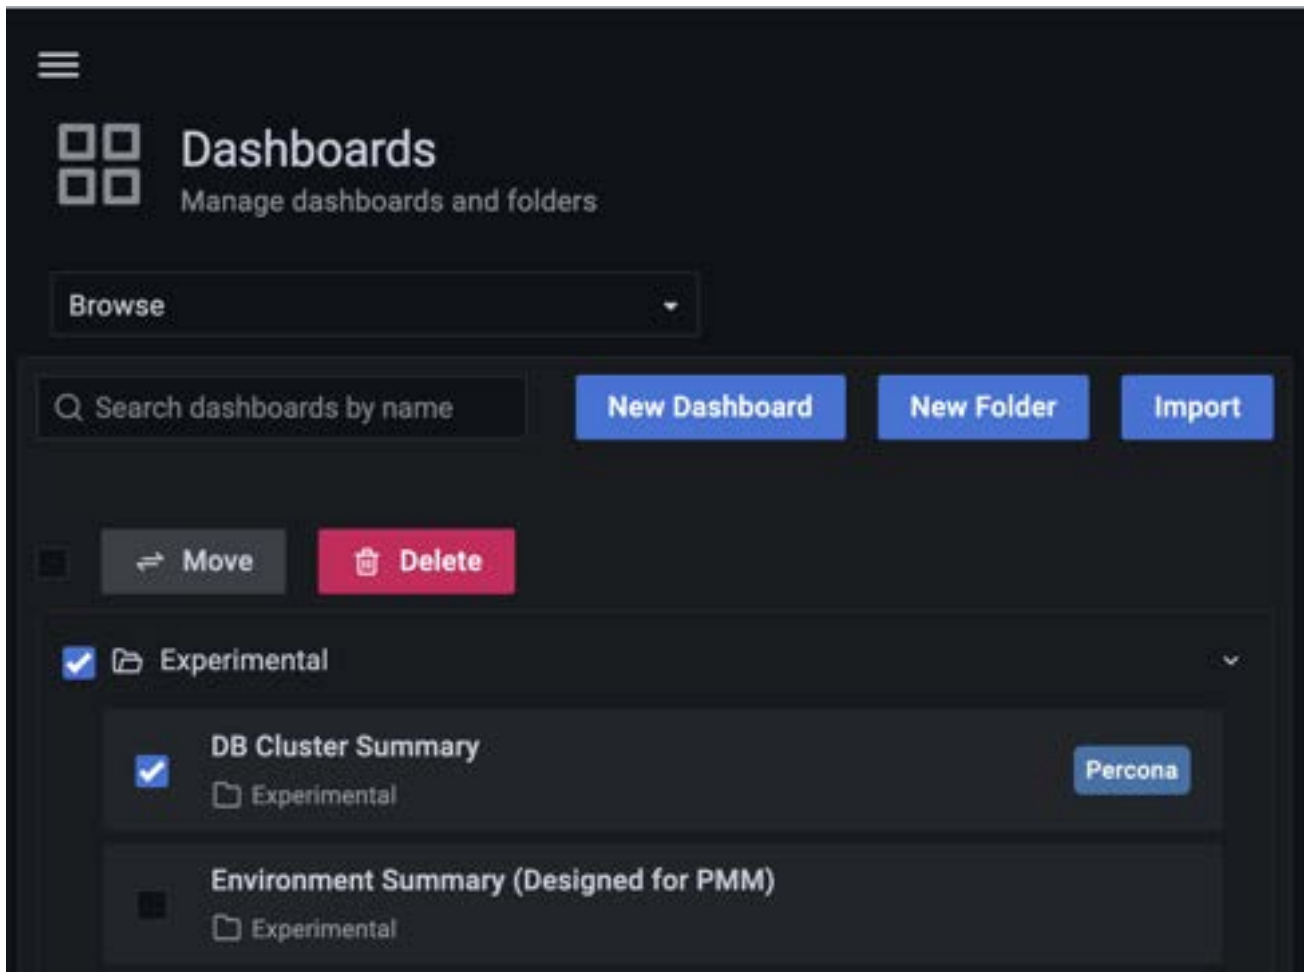 Dashboards
Manage dashboards and folders
Browse
Search dashboards by name
New Dashboard
New Folder
Import
Move
Delete
Experimental
DB Cluster Summary
Experimental
Percona
Environment Summary (Designed for PMM)
Experimental